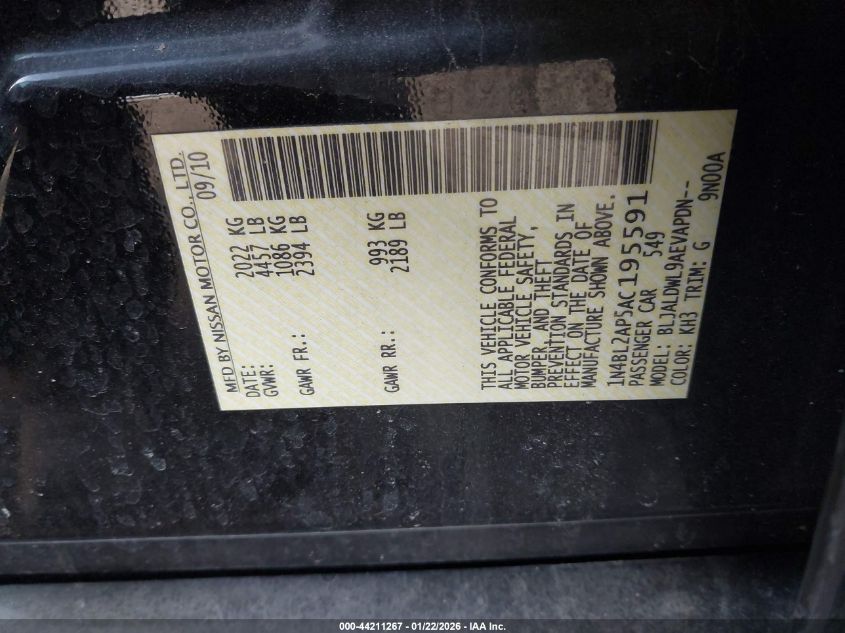 MFD BY NISSAN MOTOR CO., LTD.
DATE: 09/10
GVWR: 2022 KG
4457 LB
GAWR FR.: 1086 KG
2394 LB
GAWR RR.: 993 KG
2189 LB
THIS VEHICLE CONFORMS TO
ALL APPLICABLE FEDERAL
MOTOR VEHICLE SAFETY,
BUMPER, AND THEFT
PREVENTION STANDARDS IN
EFFECT ON THE DATE OF
MANUFACTURE SHOWN ABOVE.
1N4BL2AP5AC195591
PASSENGER CAR 549
MODEL: BLJALDWL9AEVAPDN--
COLOR: KH3 TRIM: G 9N00A
000-44211267 - 01/22/2026 - IAA Inc.